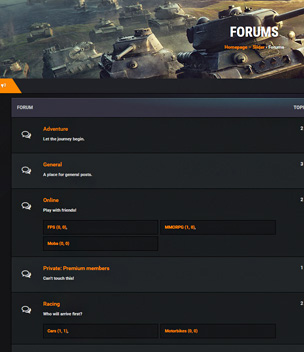 FORUMS
Homepage > Slider > Forums
FORUM TOPI
Adventure 2
Let the journey begin.
General 3
A place for general posts.
Online 2
Play with friends!
FPS (0, 0), MMORPG (1, 9),
Moba (0, 0)
Private: Premium members 1
Can't touch this!
Racing 2
Who will arrive first?
Cars (1, 1), Motorbikes (0, 0)